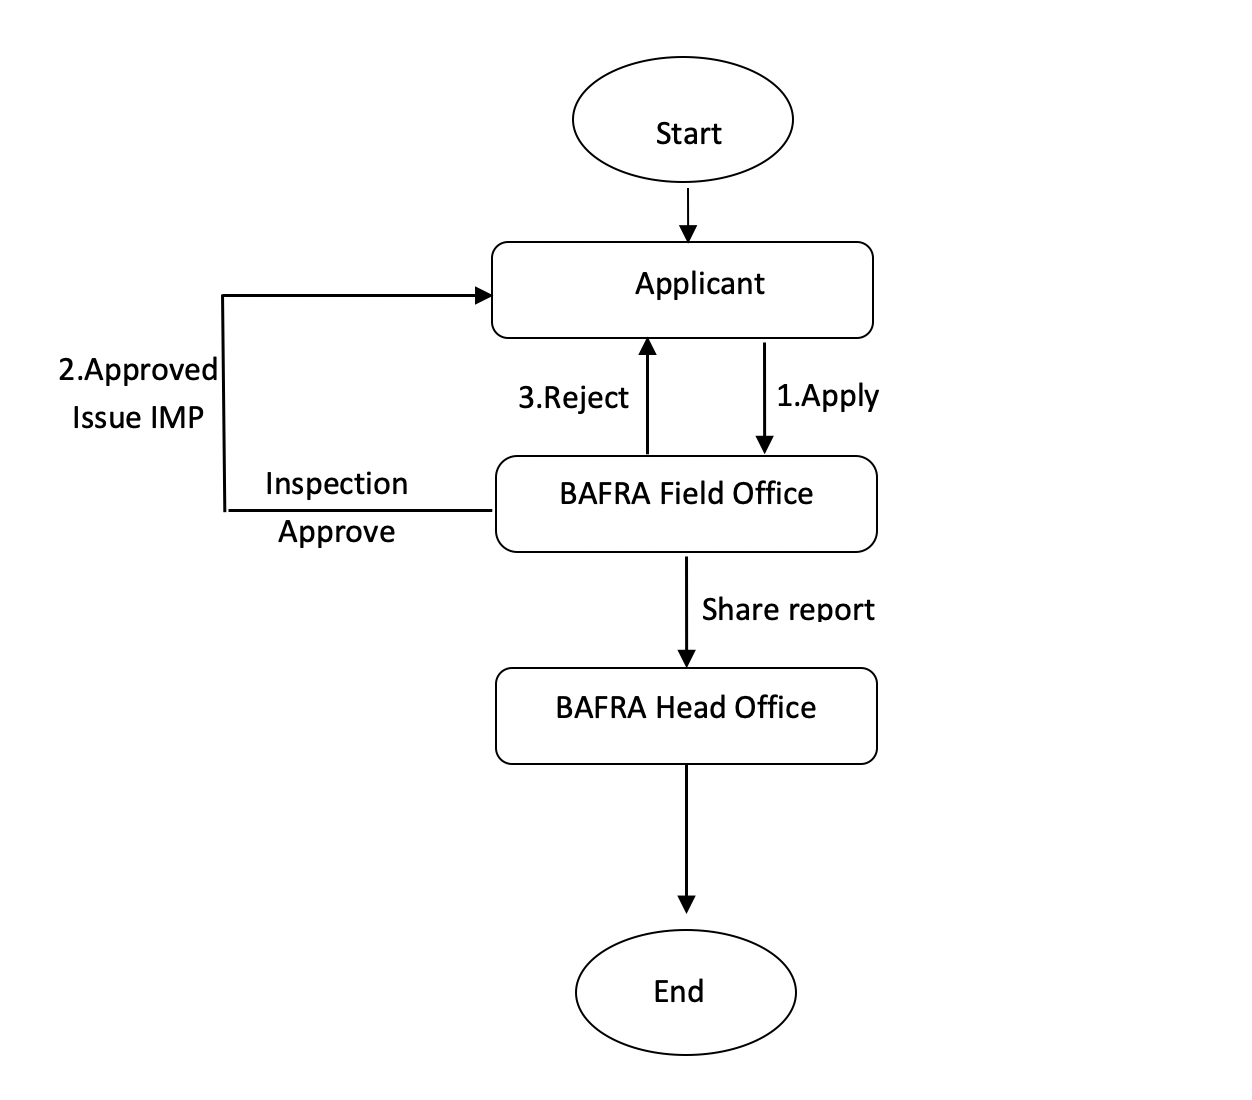 Start
Applicant
2.Approved
Issue IMP
3.Reject
1.Apply
Inspection
Approve
BAFRA Field Office
Share report
BAFRA Head Office
End